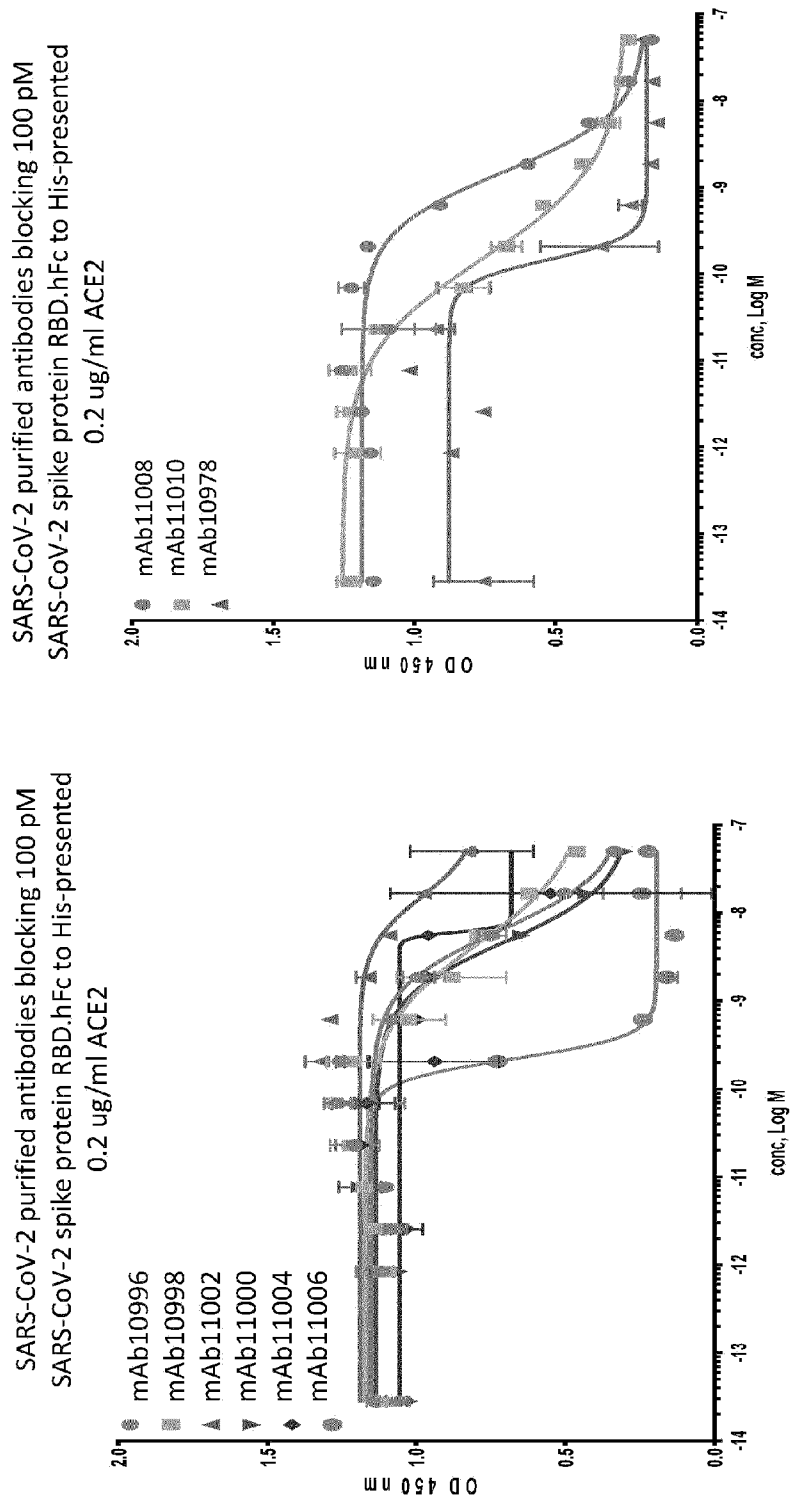 SARS-CoV-2 purified antibodies blocking 100 pM
SARS-CoV-2 spike protein RBD.hFc to His-presented
0.2 ug/ml ACE2
mAb10996
mAb10998
mAb11002
mAb11000
mAb11004
mAb11006
2.0
1.5
1.0
0.5
0.0
OD 450 nm
-14
-13
-12
-11
-10
-9
-8
-7
conc, Log M
SARS-CoV-2 purified antibodies blocking 100 pM
SARS-CoV-2 spike protein RBD.hFc to His-presented
0.2 ug/ml ACE2
mAb11008
mAb11010
mAb10978
2.0
1.5
1.0
0.5
0.0
OD 450 nm
-14
-13
-12
-11
-10
-9
-8
-7
conc, Log M